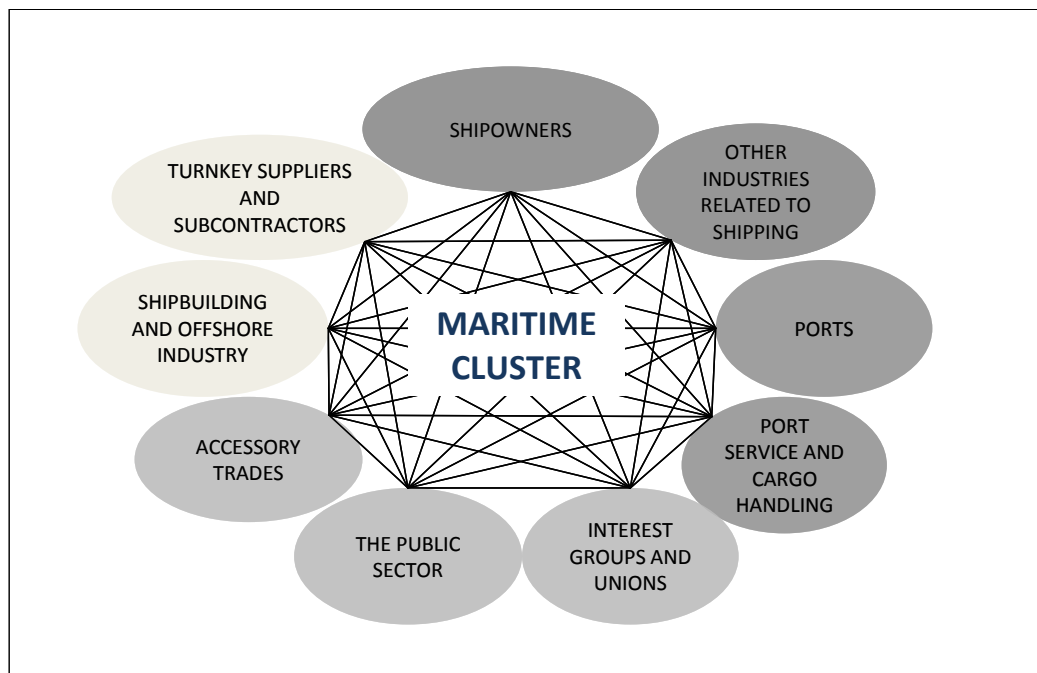 SHIPOWNERS
OTHER
INDUSTRIES
RELATED TO
SHIPPING
PORTS
PORT
SERVICE AND
CARGO
HANDLING
INTEREST
GROUPS AND
UNIONS
THE PUBLIC
SECTOR
ACCESSORY
TRADES
SHIPBUILDING
AND OFFSHORE
INDUSTRY
TURNKEY SUPPLIERS
AND
SUBCONTRACTORS
MARITIME
CLUSTER